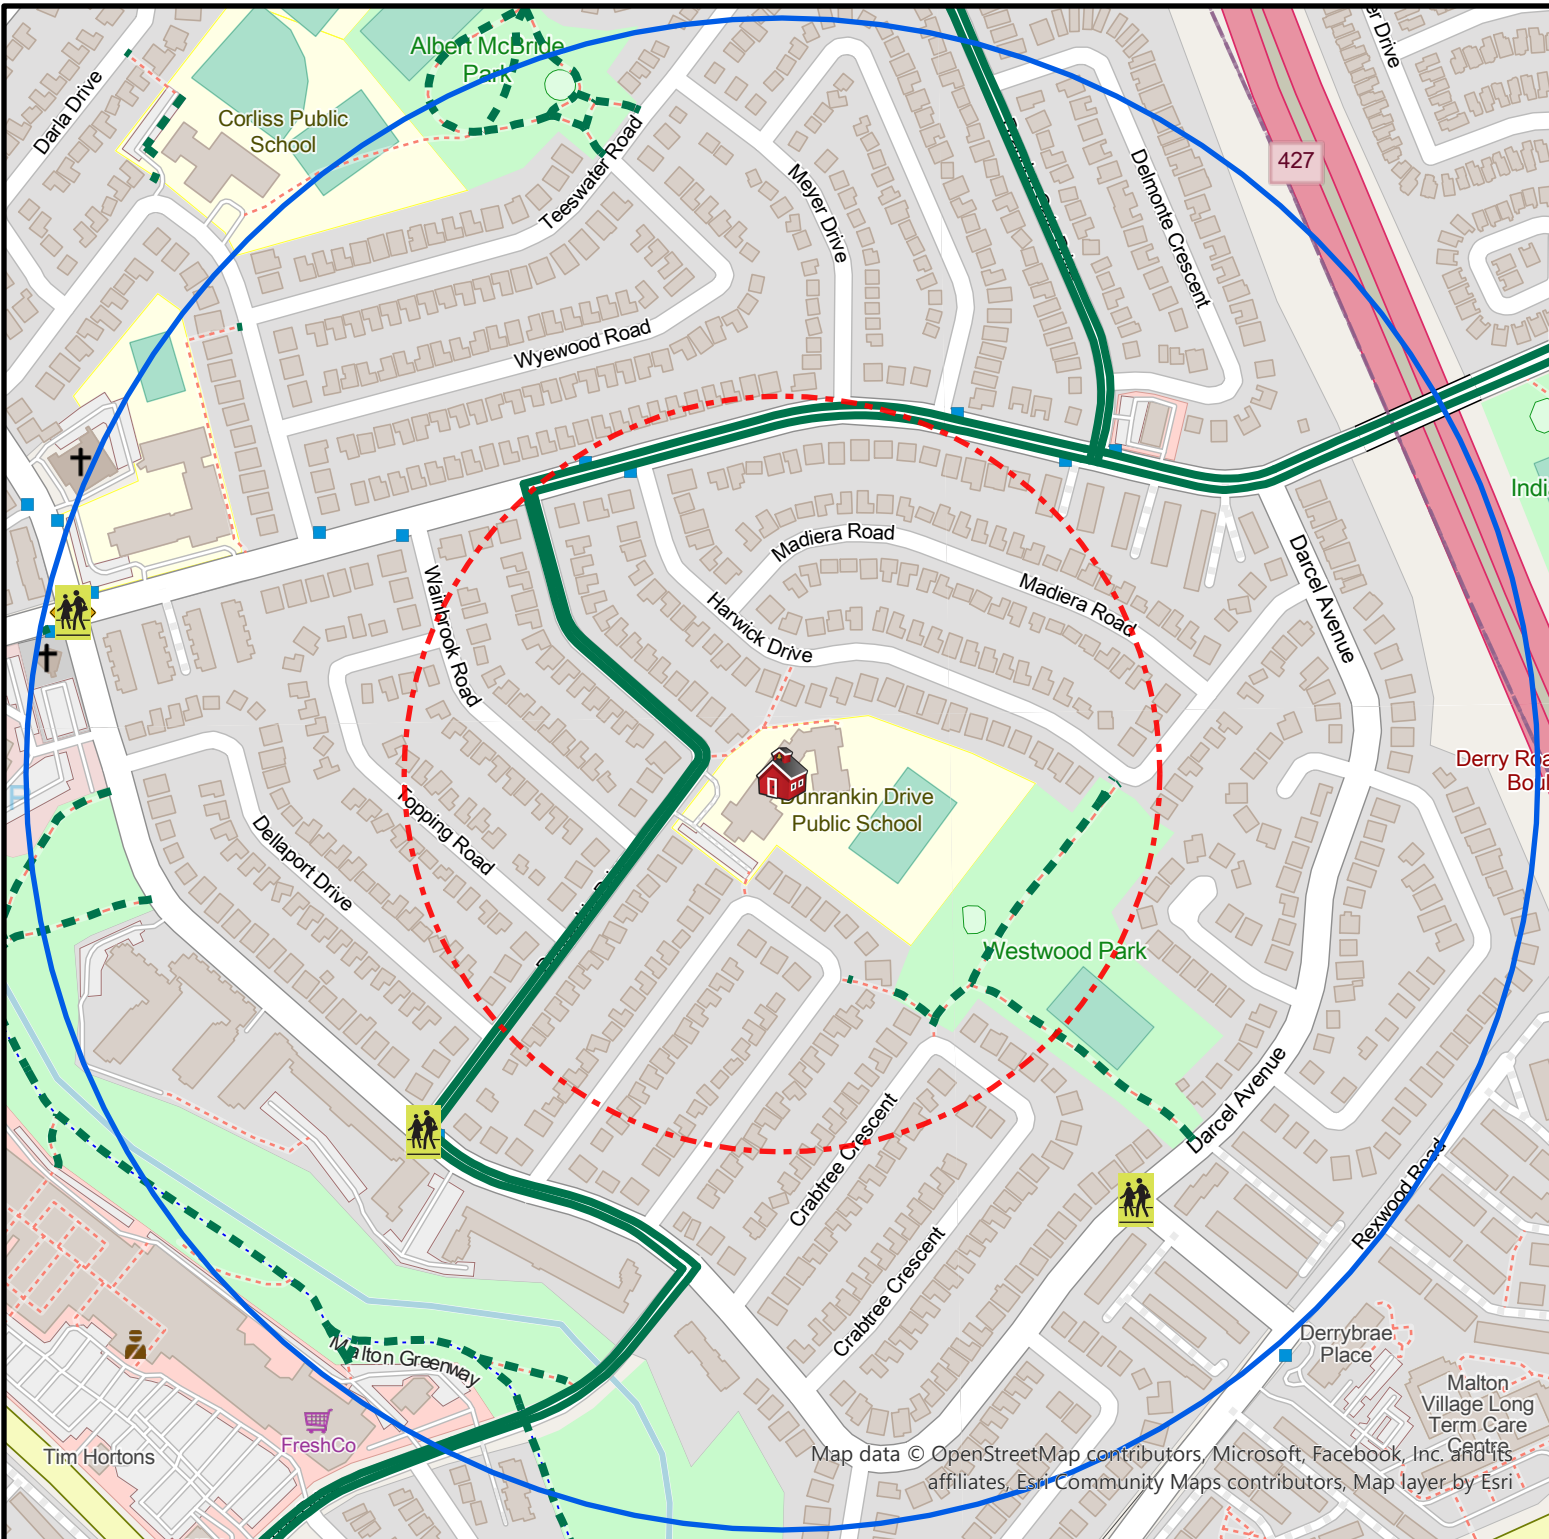 Albert McBride
Park
Darla Drive
Corliss Public
School
Teeswater Road
Meyer Drive
Delmonte Crescent
427
Wyewood Road
Madiera Road
Madiera Road
Harwick Drive
Wainbrook Road
Darcel Avenue
Indi
Derry Roa
Boul
Dunrankin Drive
Public School
Topping Road
Dellaport Drive
Westwood Park
Crabtree Crescent
Crabtree Crescent
Darcel Avenue
Rexwood Road
Malton Greenway
FreshCo
Tim Hortons
Derrybrae
Place
Malton
Village Long
Term Care
Centre
Map data © OpenStreetMap contributors, Microsoft, Facebook, Inc. and its
affiliates, Esri Community Maps contributors, Map layer by Esri